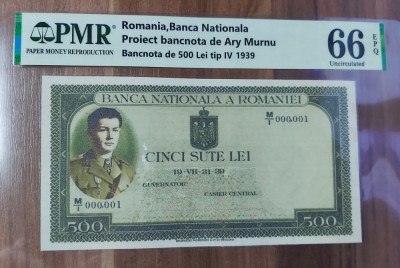 PMR
PAPER MONEY REPRODUCTION
Romania,Banca Nationala
Proiect bancnota de Ary Murnu
Bancnota de 500 Lei tip IV 1939
66 EPQ
Uncirculated
BANCA NATIONALA A ROMANIEI
M/1 000.001
CINCI SUTE LEI
19-VII-31-39
GUVERNATOR
CASIER CENTRAL
M/1 000.001
500
500